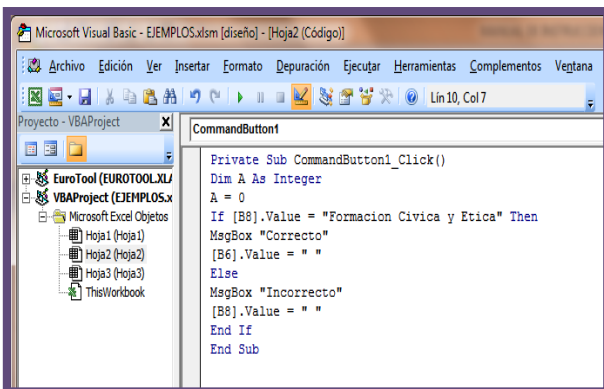 Microsoft Visual Basic - EJEMPLOS.xlsm [diseño] - [Hoja2 (Código)]
Archivo Edición Ver Insertar Formato Depuración Ejecutar Herramientas Complementos Ventana
Lín 10, Col 7
Proyecto - VBAProject
CommandButton1
EuroTool (EUROTOOL.XLA
VBAProject (EJEMPLOS.x
Microsoft Excel Objetos
Hoja1 (Hoja1)
Hoja2 (Hoja2)
Hoja3 (Hoja3)
ThisWorkbook
Private Sub CommandButton1_Click()
Dim A As Integer
A = 0
If [B8].Value = "Formacion Civica y Etica" Then
MsgBox "Correcto"
[B6].Value = " "
Else
MsgBox "Incorrecto"
[B8].Value = " "
End If
End Sub